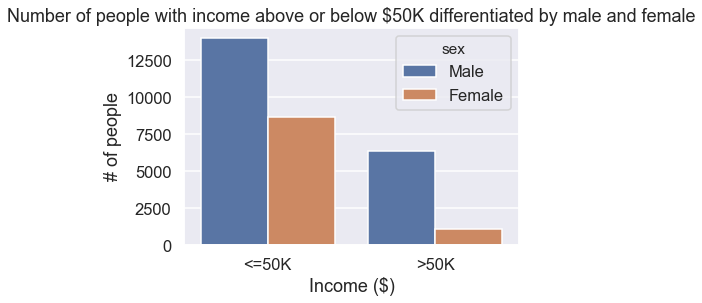 Number of people with income above or below $50K differentiated by male and female
sex
Male
Female
# of people
12500
10000
7500
5000
2500
0
<=50K
>50K
Income ($)